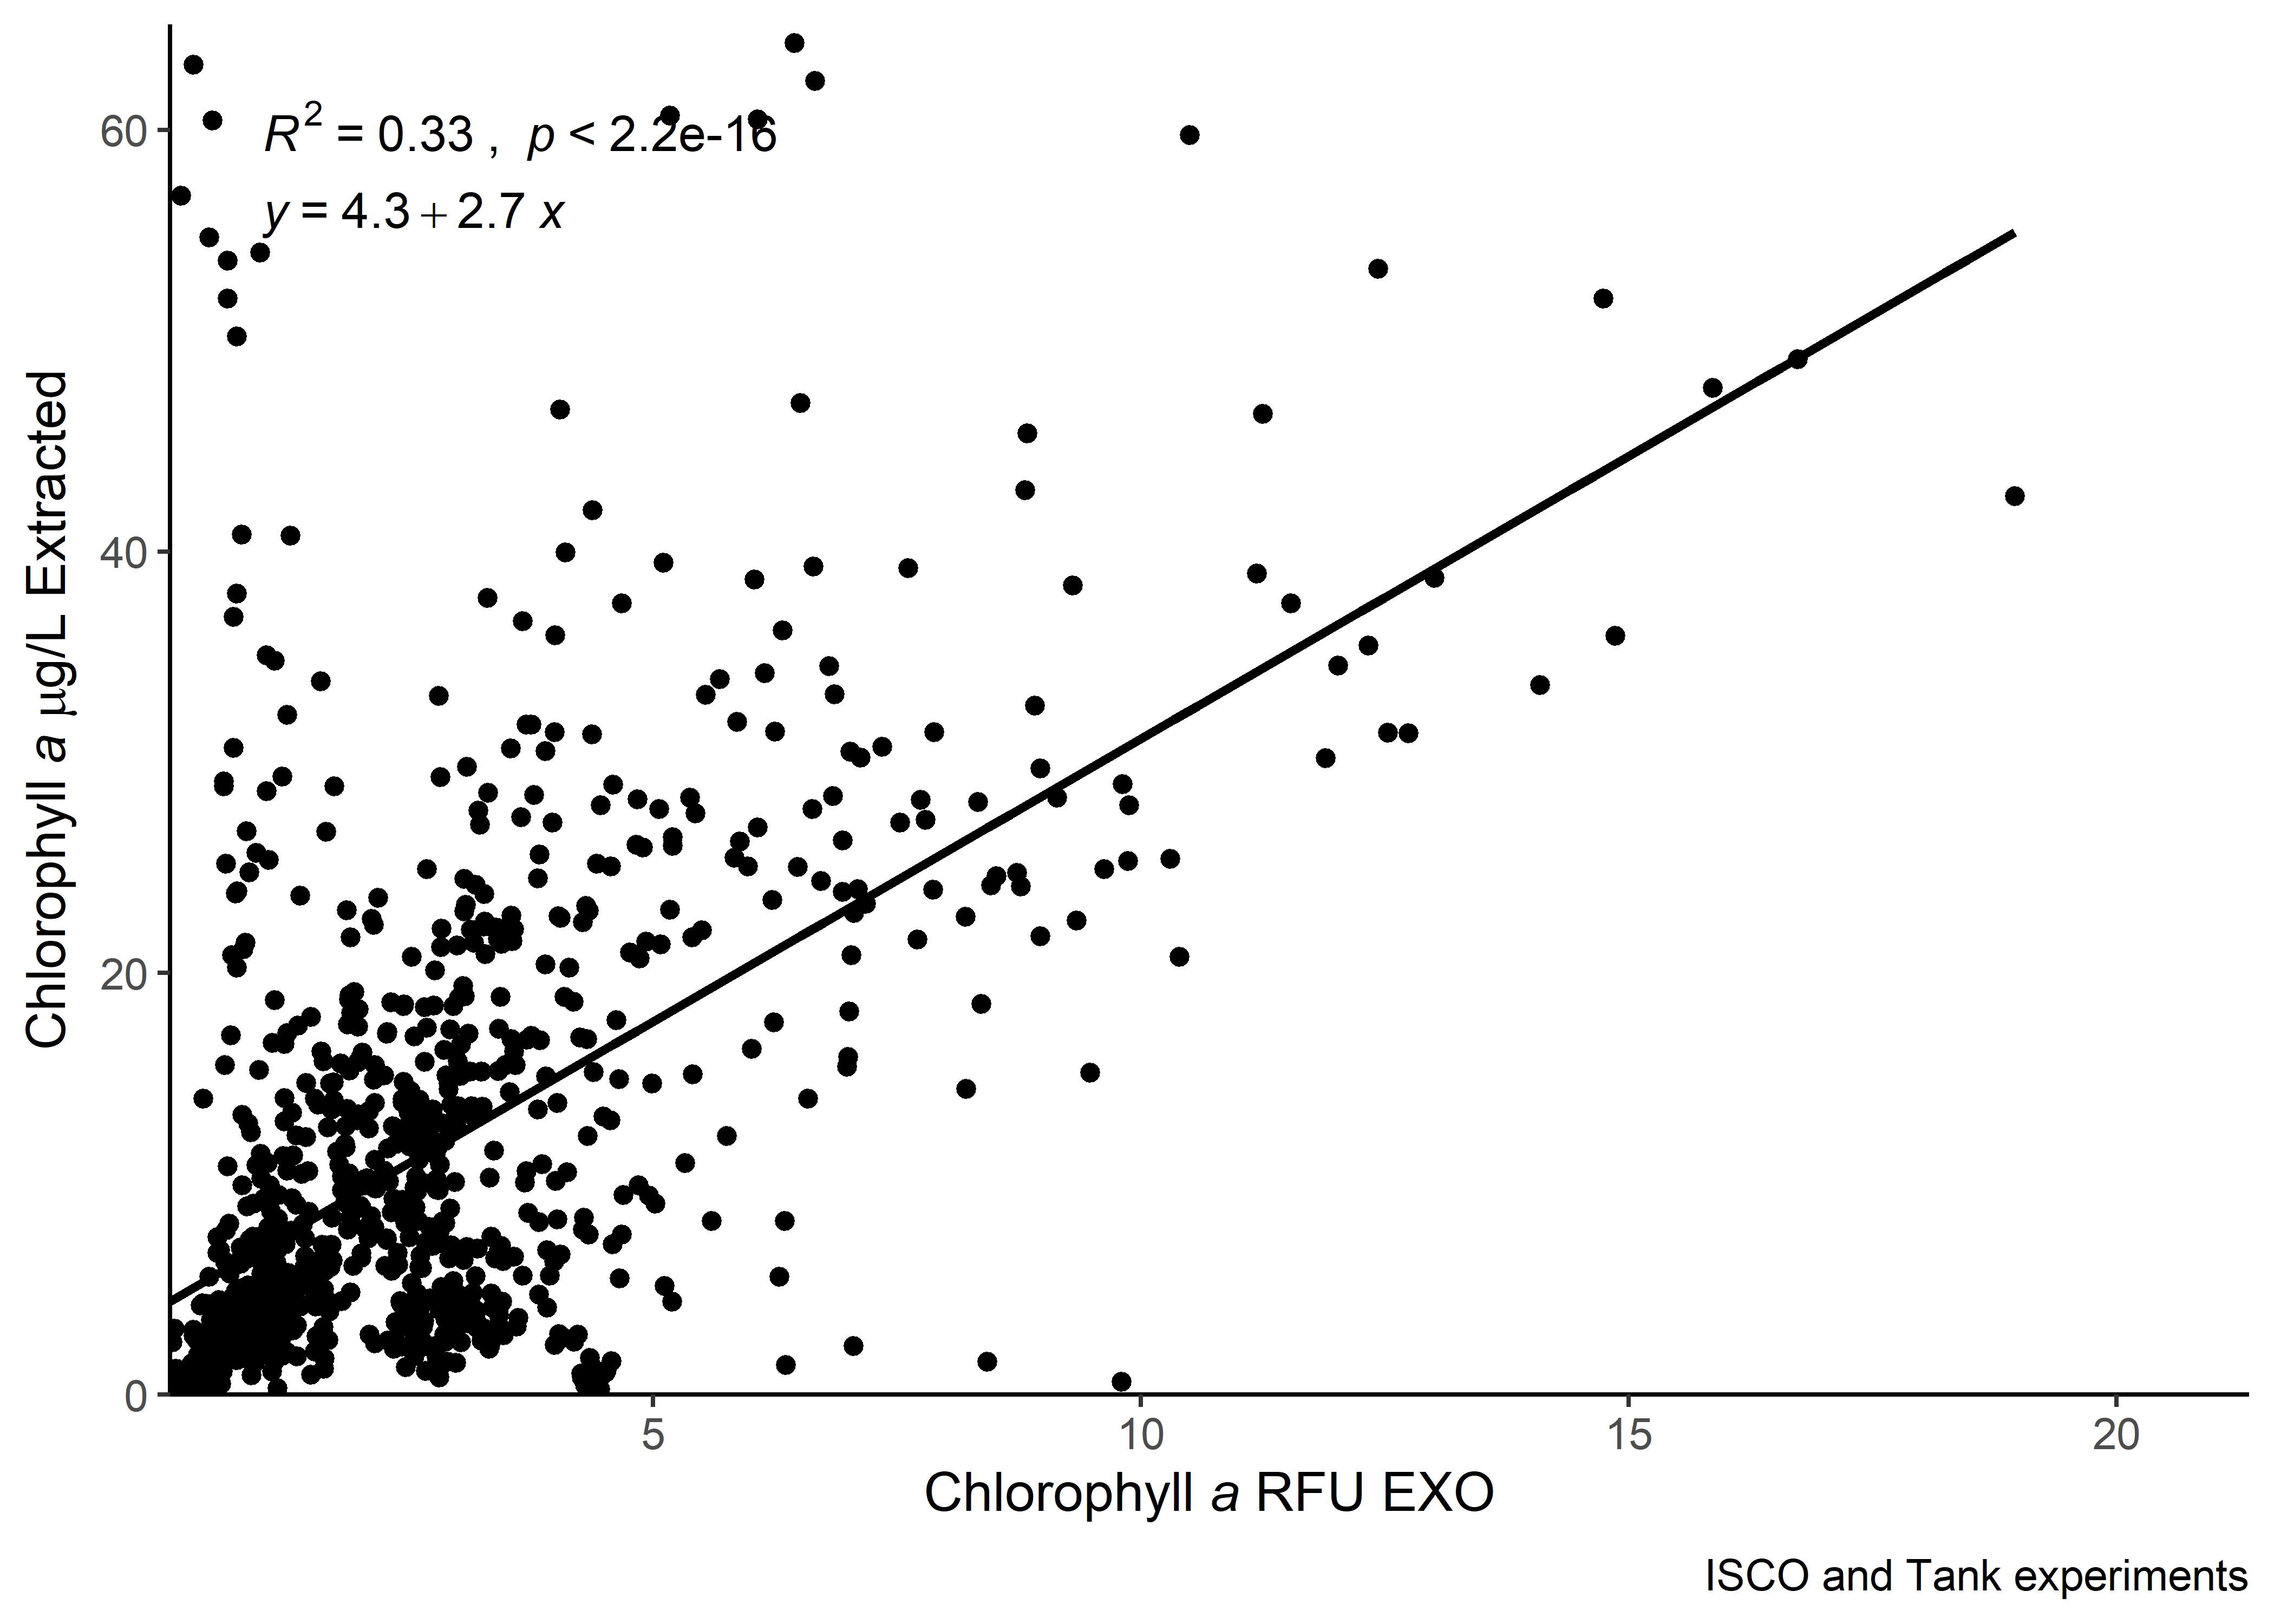 R2 = 0.33 , p < 2.2e-16
y = 4.3 + 2.7 x
60
40
20
0
Chlorophyll a µg/L Extracted
5 10 15 20
Chlorophyll a RFU EXO
ISCO and Tank experiments